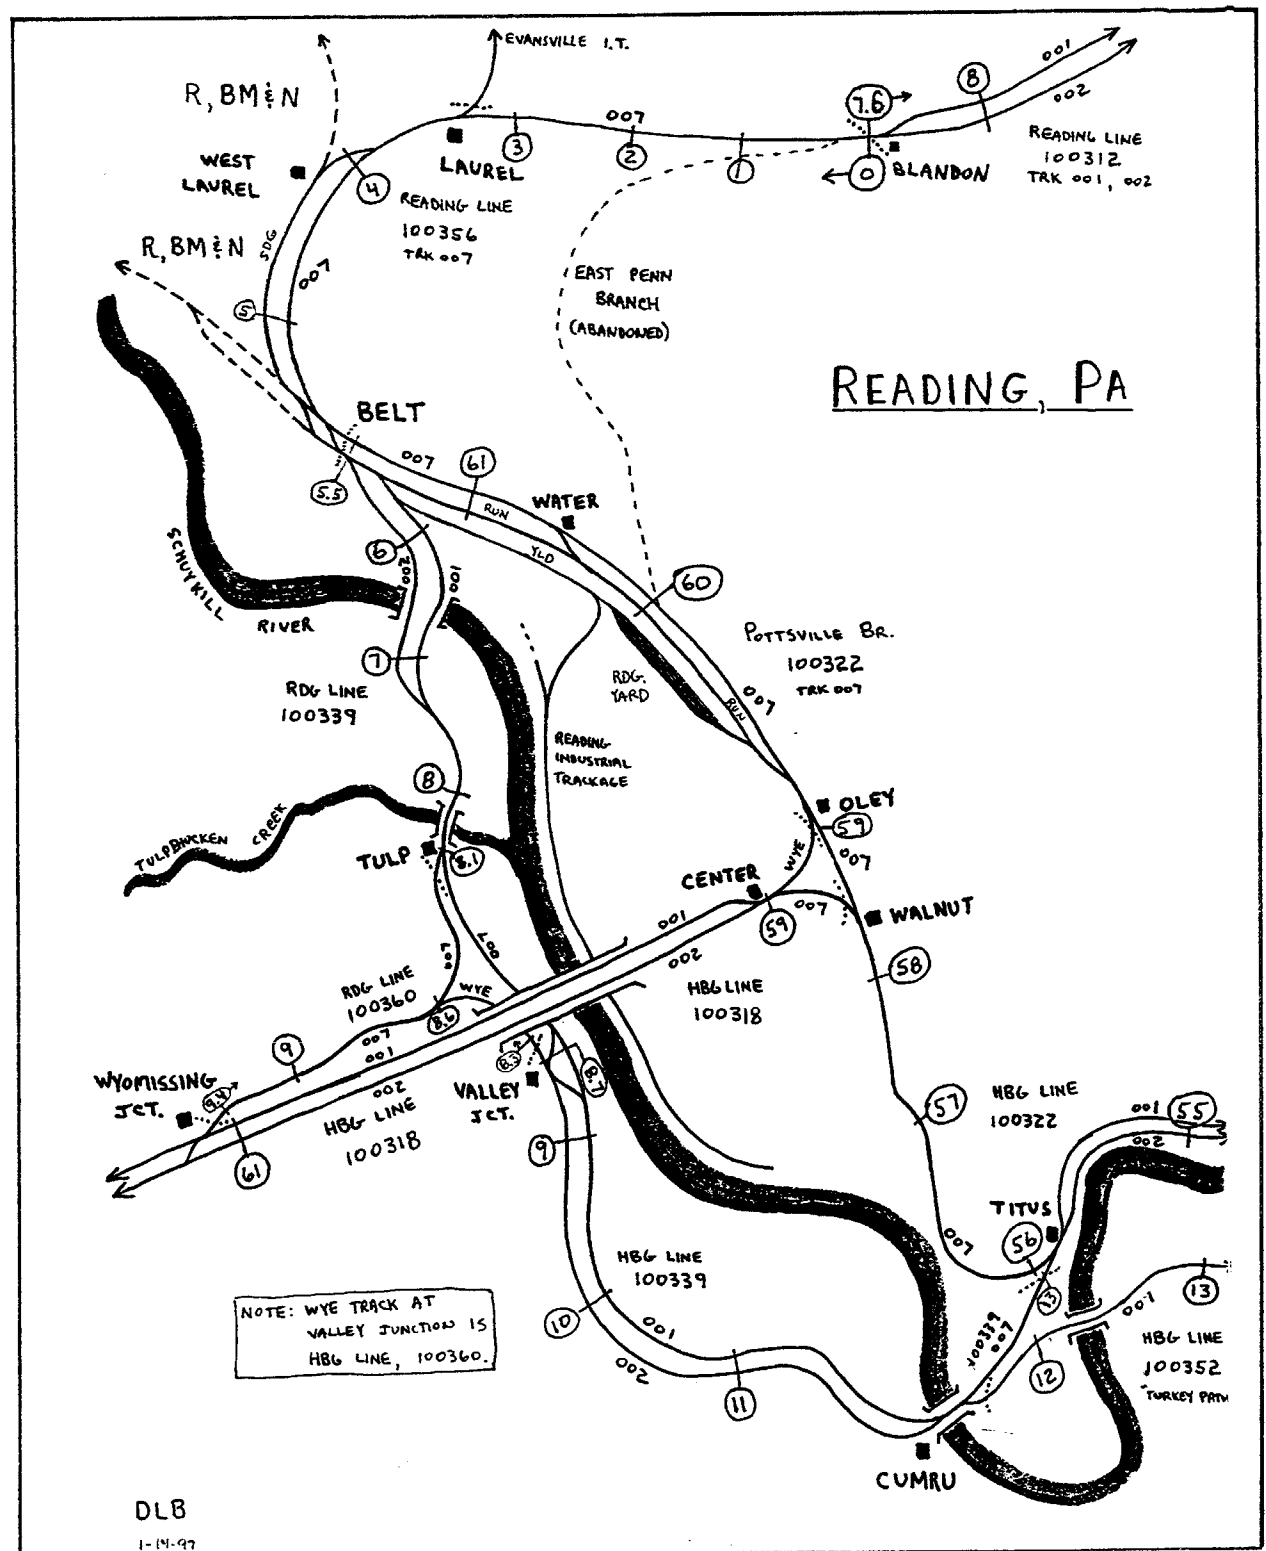 EVANSVILLE I.T.
R, BM&N
001
8
002
7.6
007
READING LINE
100312
TRK 001, 002
WEST
LAUREL
LAUREL
3
2
1
0
BLANDON
4
READING LINE
100356
TRK 007
R, BM&N
SDG
007
5
EAST PENN
BRANCH
(ABANDONED)
READING, PA
BELT
007
61
5.5
RUN
WATER
YLD
6
002
001
60
SCHUYKILL
RIVER
7
RDG LINE
100339
RDG.
YARD
POTTSVILLE BR.
100322
TRK 007
007
RUN
READING
INDUSTRIAL
TRACKAGE
8
TULPEHOCKEN
CREEK
TULP
8.1
OLEY
59
007
WYE
CENTER
59
007
WALNUT
001
002
007
007
58
RDG LINE
100360
WYE
8.6
HBG LINE
100318
9
007
001
002
WYOMISSING
JCT.
9.4
61
HBG LINE
100318
8.5
8.7
VALLEY
JCT.
9
57
HBG LINE
100322
001
55
002
TITUS
56
007
13
HBG LINE
100339
10
001
002
11
100339
007
12
001
13
HBG LINE
100352
"TURKEY PATH
NOTE: WYE TRACK AT
VALLEY JUNCTION IS
HBG LINE, 100360.
CUMRU
DLB
1-14-97